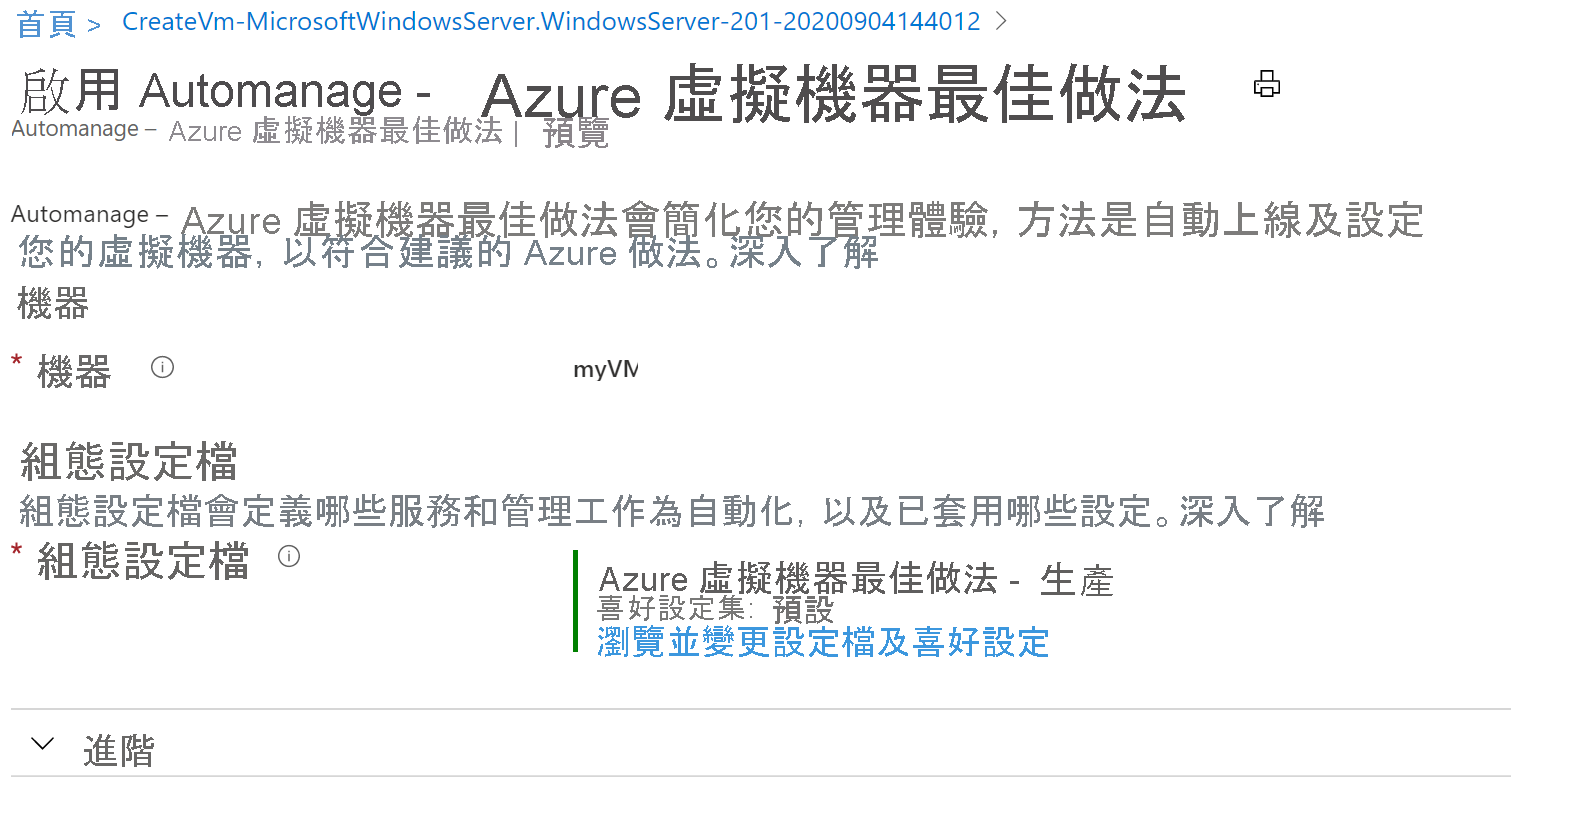 首頁 > CreateVm-MicrosoftWindowsServer.WindowsServer-201-20200904144012 >
啟用 Automanage - Azure 虛擬機器最佳做法
Automanage – Azure 虛擬機器最佳做法 | 預覽
Automanage – Azure 虛擬機器最佳做法會簡化您的管理體驗, 方法是自動上線及設定
您的虛擬機器, 以符合建議的 Azure 做法。深入了解
機器
* 機器 myVM
組態設定檔
組態設定檔會定義哪些服務和管理工作為自動化, 以及已套用哪些設定。深入了解
* 組態設定檔
Azure 虛擬機器最佳做法 - 生產
喜好設定集: 預設
瀏覽並變更設定檔及喜好設定
進階